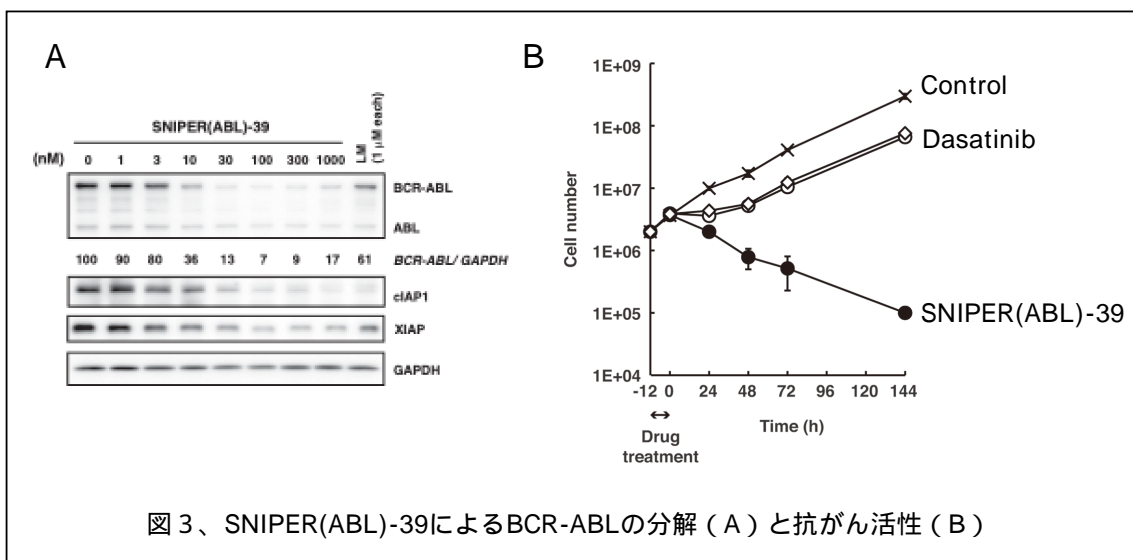 A
SNIPER(ABL)-39
LM
(1 μM each)
(nM) 0 1 3 10 30 100 300 1000
BCR-ABL
ABL
100 90 80 36 13 7 9 17 61 BCR-ABL/ GAPDH
cIAP1
XIAP
GAPDH
B
1E+09
1E+08
1E+07
1E+06
1E+05
1E+04
Cell number
Control
Dasatinib
SNIPER(ABL)-39
-12 0 24 48 72 96 120 144
↔
Drug
treatment
Time (h)
図3、SNIPER(ABL)-39によるBCR-ABLの分解(A)と抗がん活性(B)